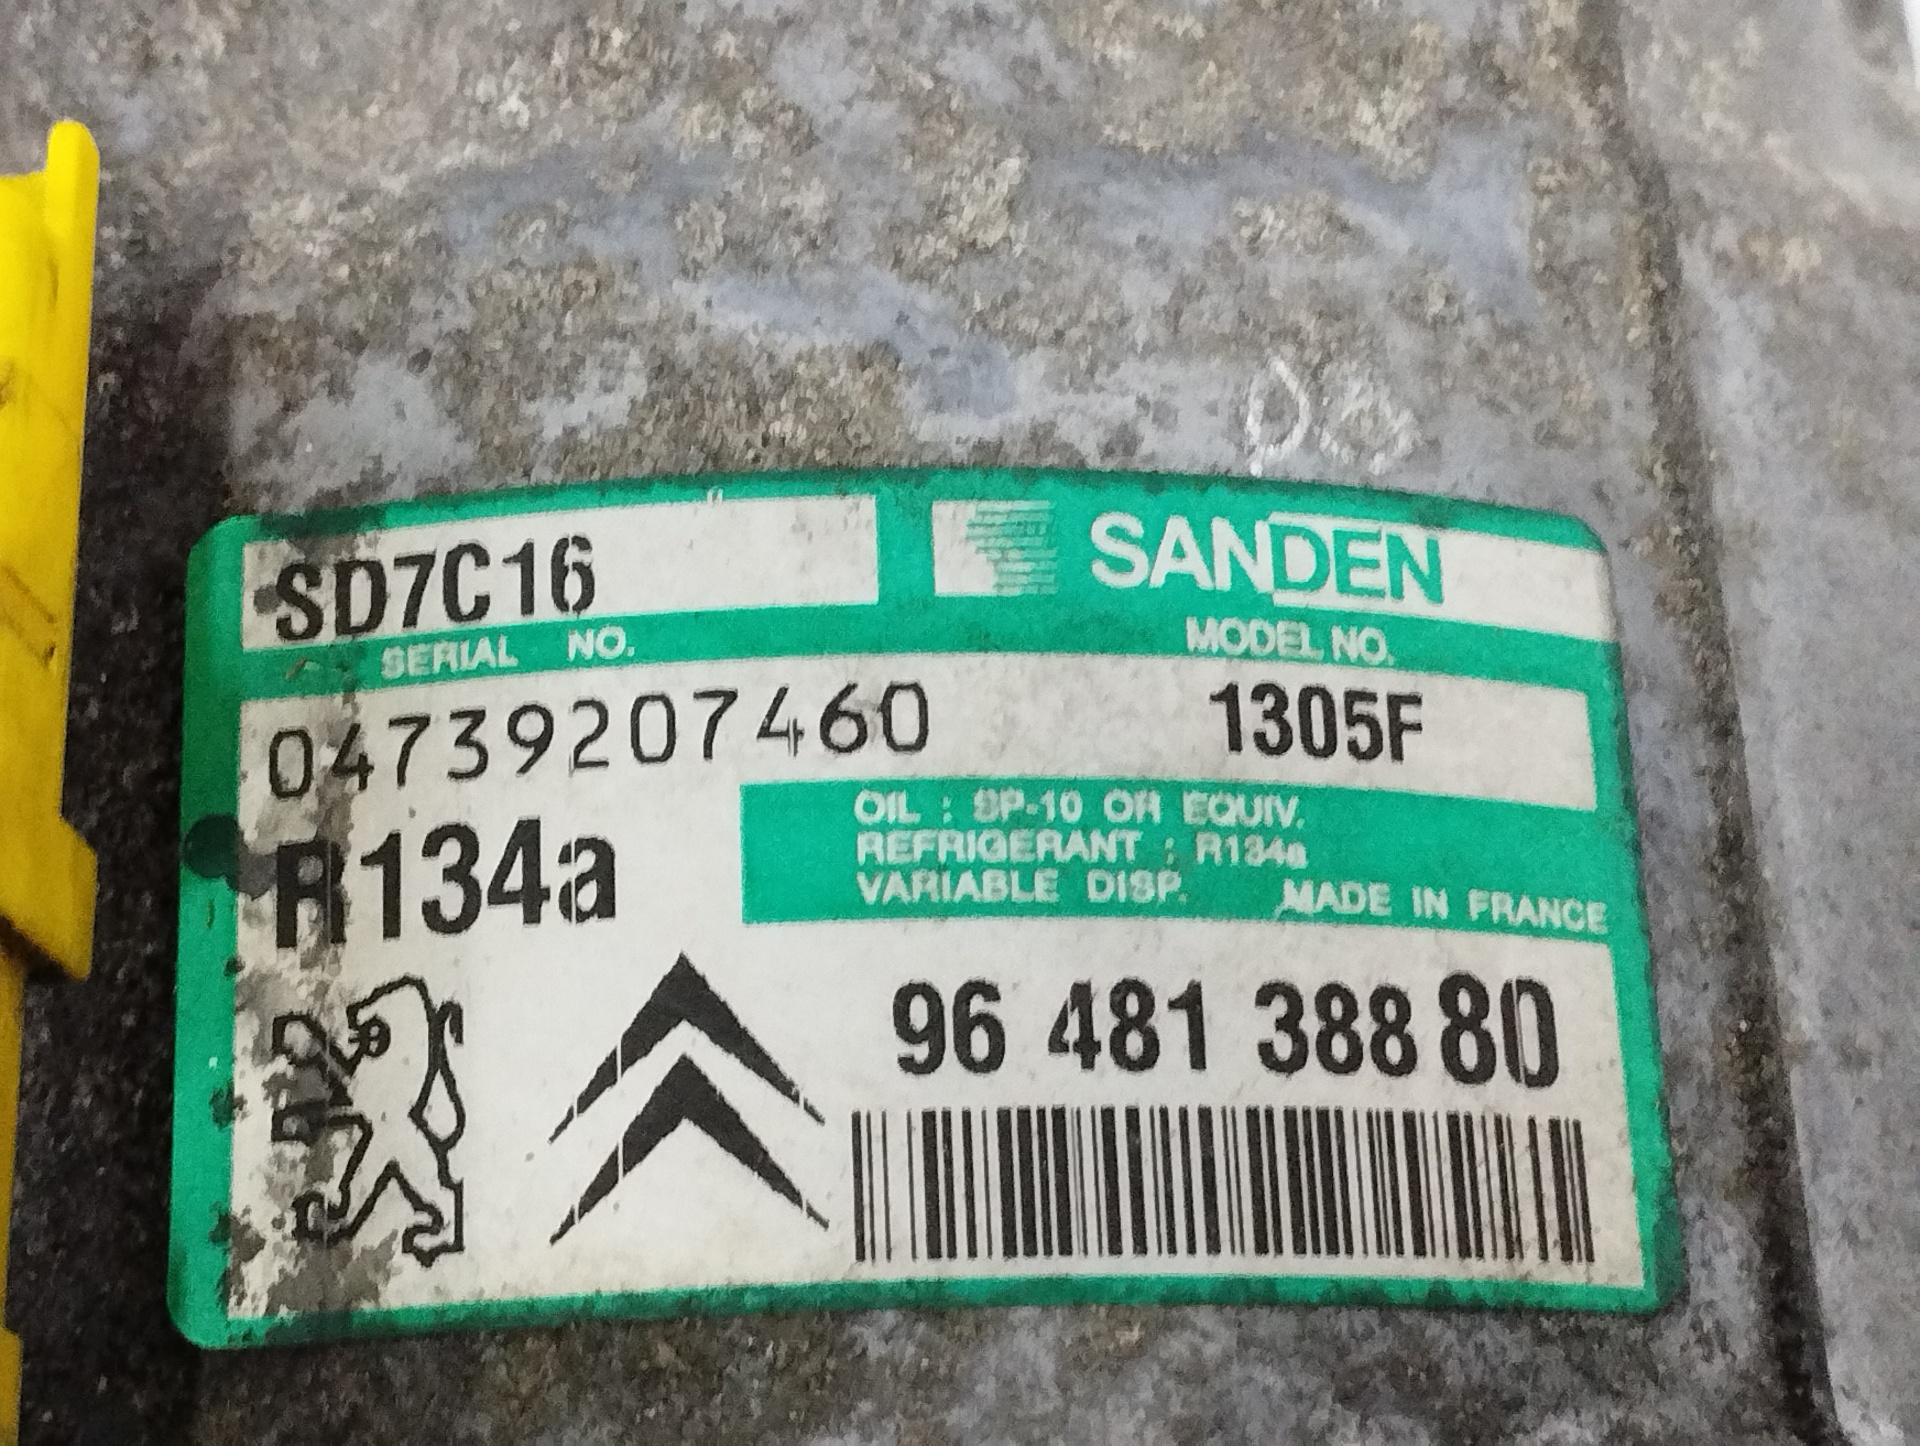 SD7C16
SANDEN
SERIAL NO.
MODEL NO.
04739207460
1305F
R134a
OIL : SP-10 OR EQUIV.
REFRIGERANT : R134a
VARIABLE DISP.
MADE IN FRANCE
96 481 388 80